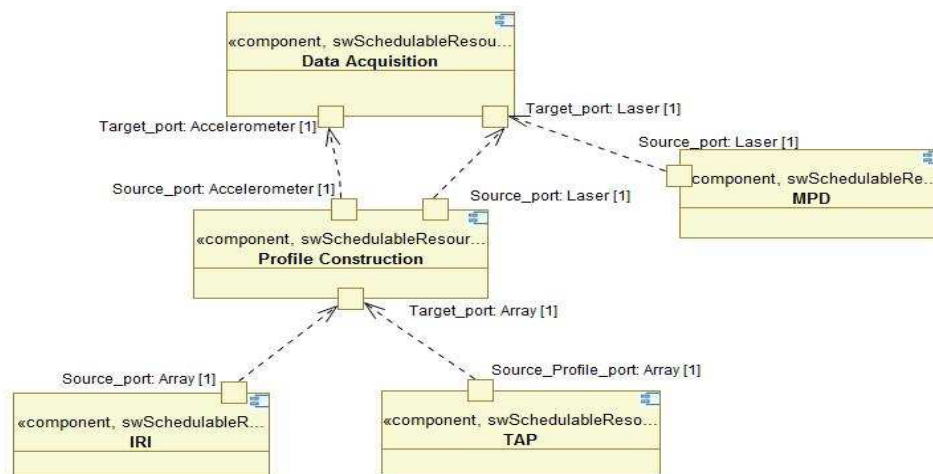 «component, swSchedulableResou...
Data Acquisition
Target_port: Accelerometer [1]
Target_port: Laser [1]
Source_port: Laser [1]
Source_port: Accelerometer [1]
Source_port: Laser [1]
component, swSchedulableRe...
MPD
«component, swSchedulableResour...
Profile Construction
Target_port: Array [1]
Source_port: Array [1]
Source_Profile_port: Array [1]
«component, swSchedulableR...
IRI
«component, swSchedulableReso...
TAP